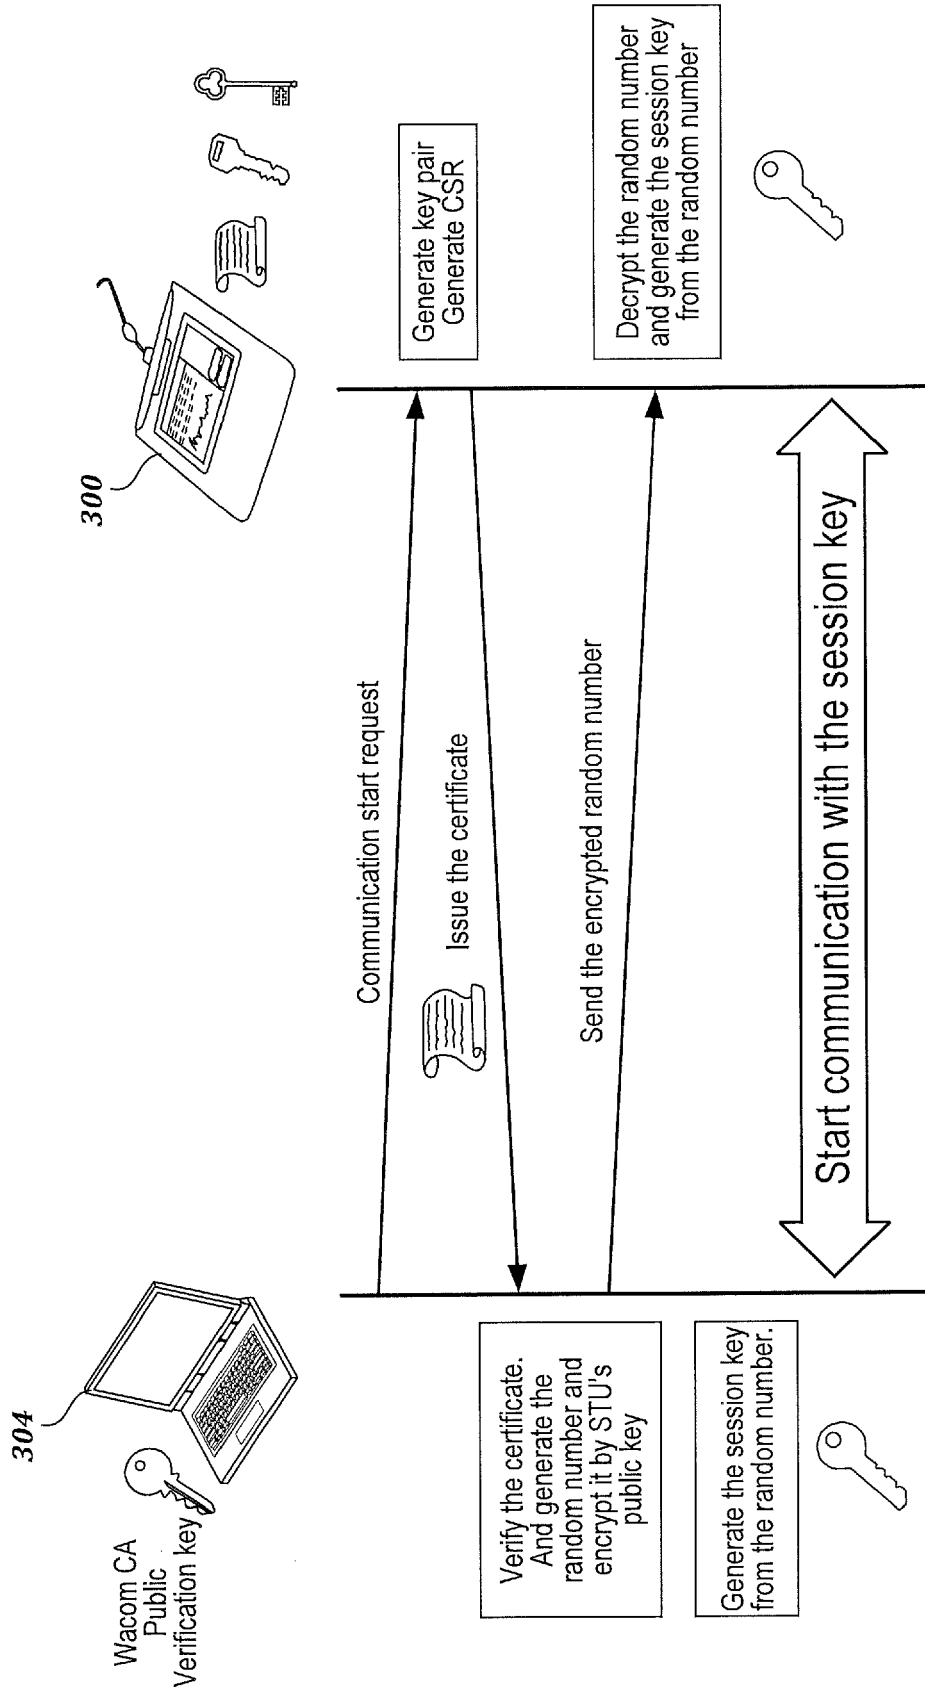 Wacom CA
Public
Verification key
304
300
Communication start request
Generate key pair
Generate CSR
Issue the certificate
Verify the certificate.
And generate the
random number and
encrypt it by STU's
public key
Send the encrypted random number
Decrypt the random number
and generate the session key
from the random number
Generate the session key
from the random number.
Start communication with the session key